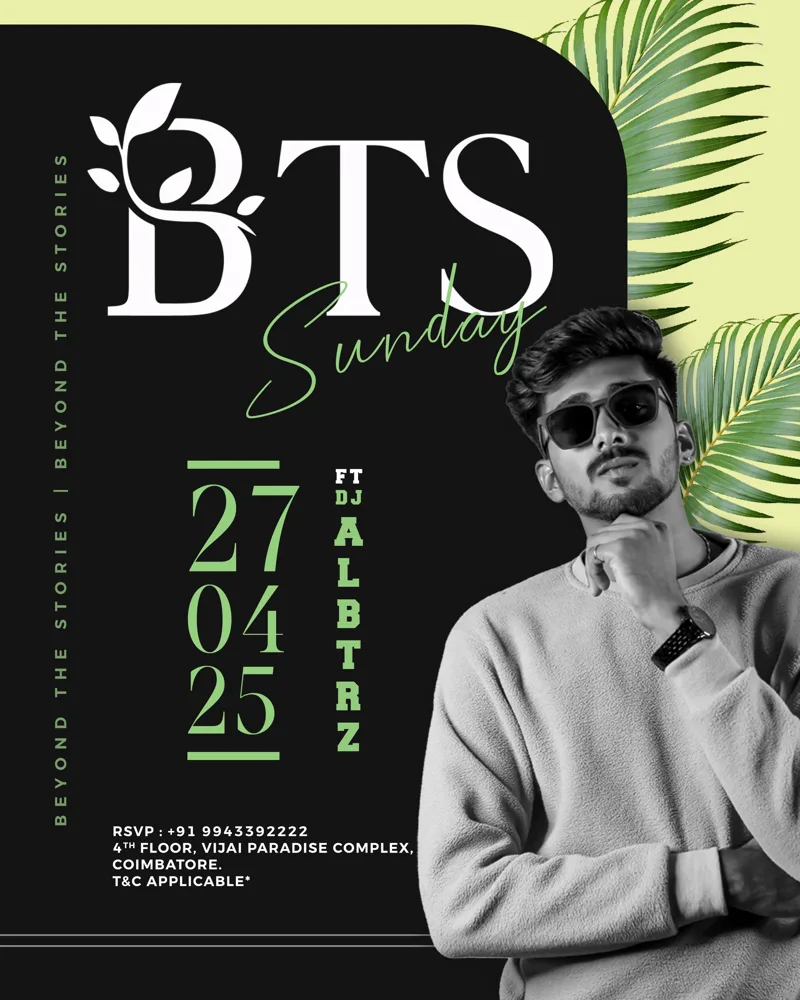 BTS
Sunday
BEYOND THE STORIES | BEYOND THE STORIES
27
04
25
FT
DJ
ALBTRZ
RSVP : +91 9943392222
4TH FLOOR, VIJAI PARADISE COMPLEX,
COIMBATORE.
T&C APPLICABLE*